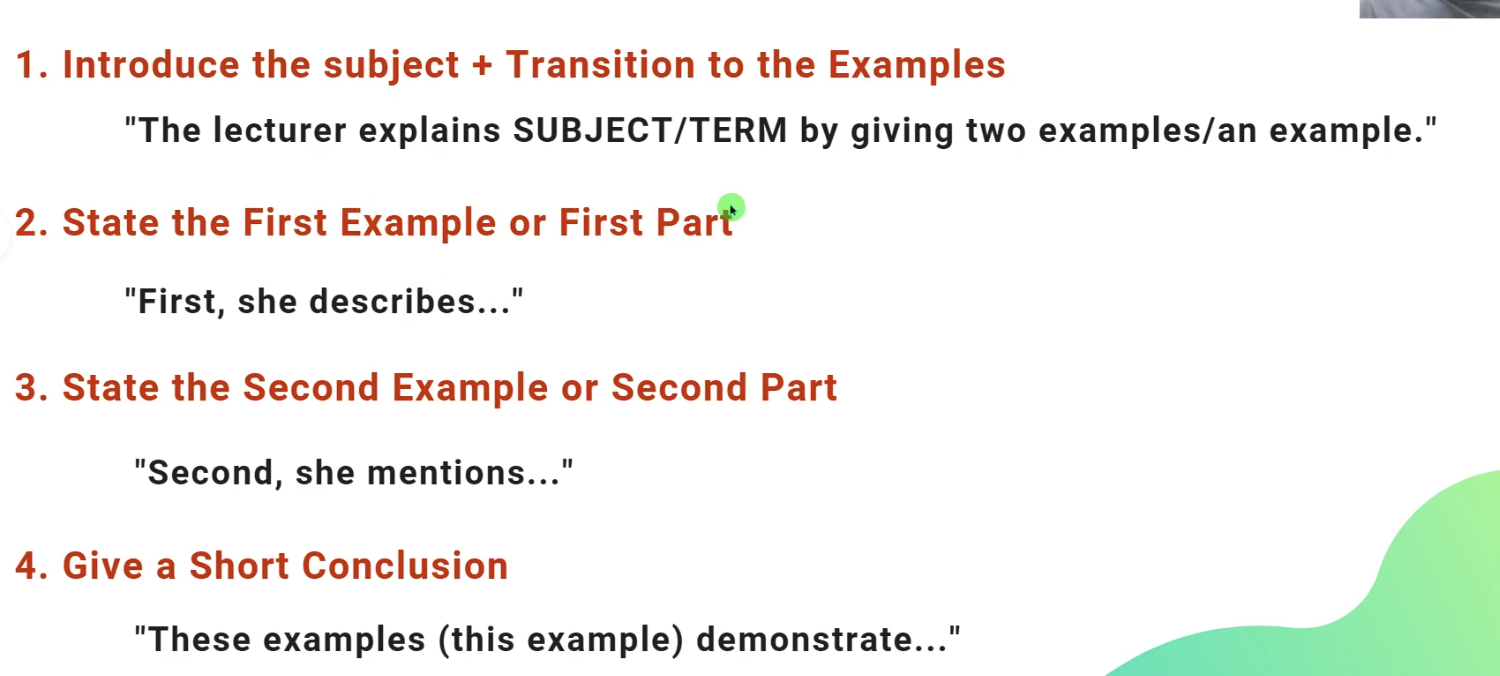 1. Introduce the subject + Transition to the Examples
"The lecturer explains SUBJECT/TERM by giving two examples/an example."
2. State the First Example or First Part
"First, she describes..."
3. State the Second Example or Second Part
"Second, she mentions..."
4. Give a Short Conclusion
"These examples (this example) demonstrate..."